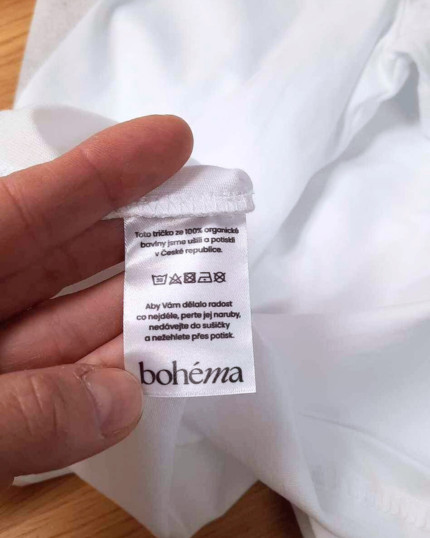 Toto tričko ze 100% organické
bavlny jsme ušili a potiskli
v České republice.
Aby Vám dělalo radost
co nejdéle, perte jej naruby,
nedávejte do sušičky
a nežehlete přes potisk.
bohéma